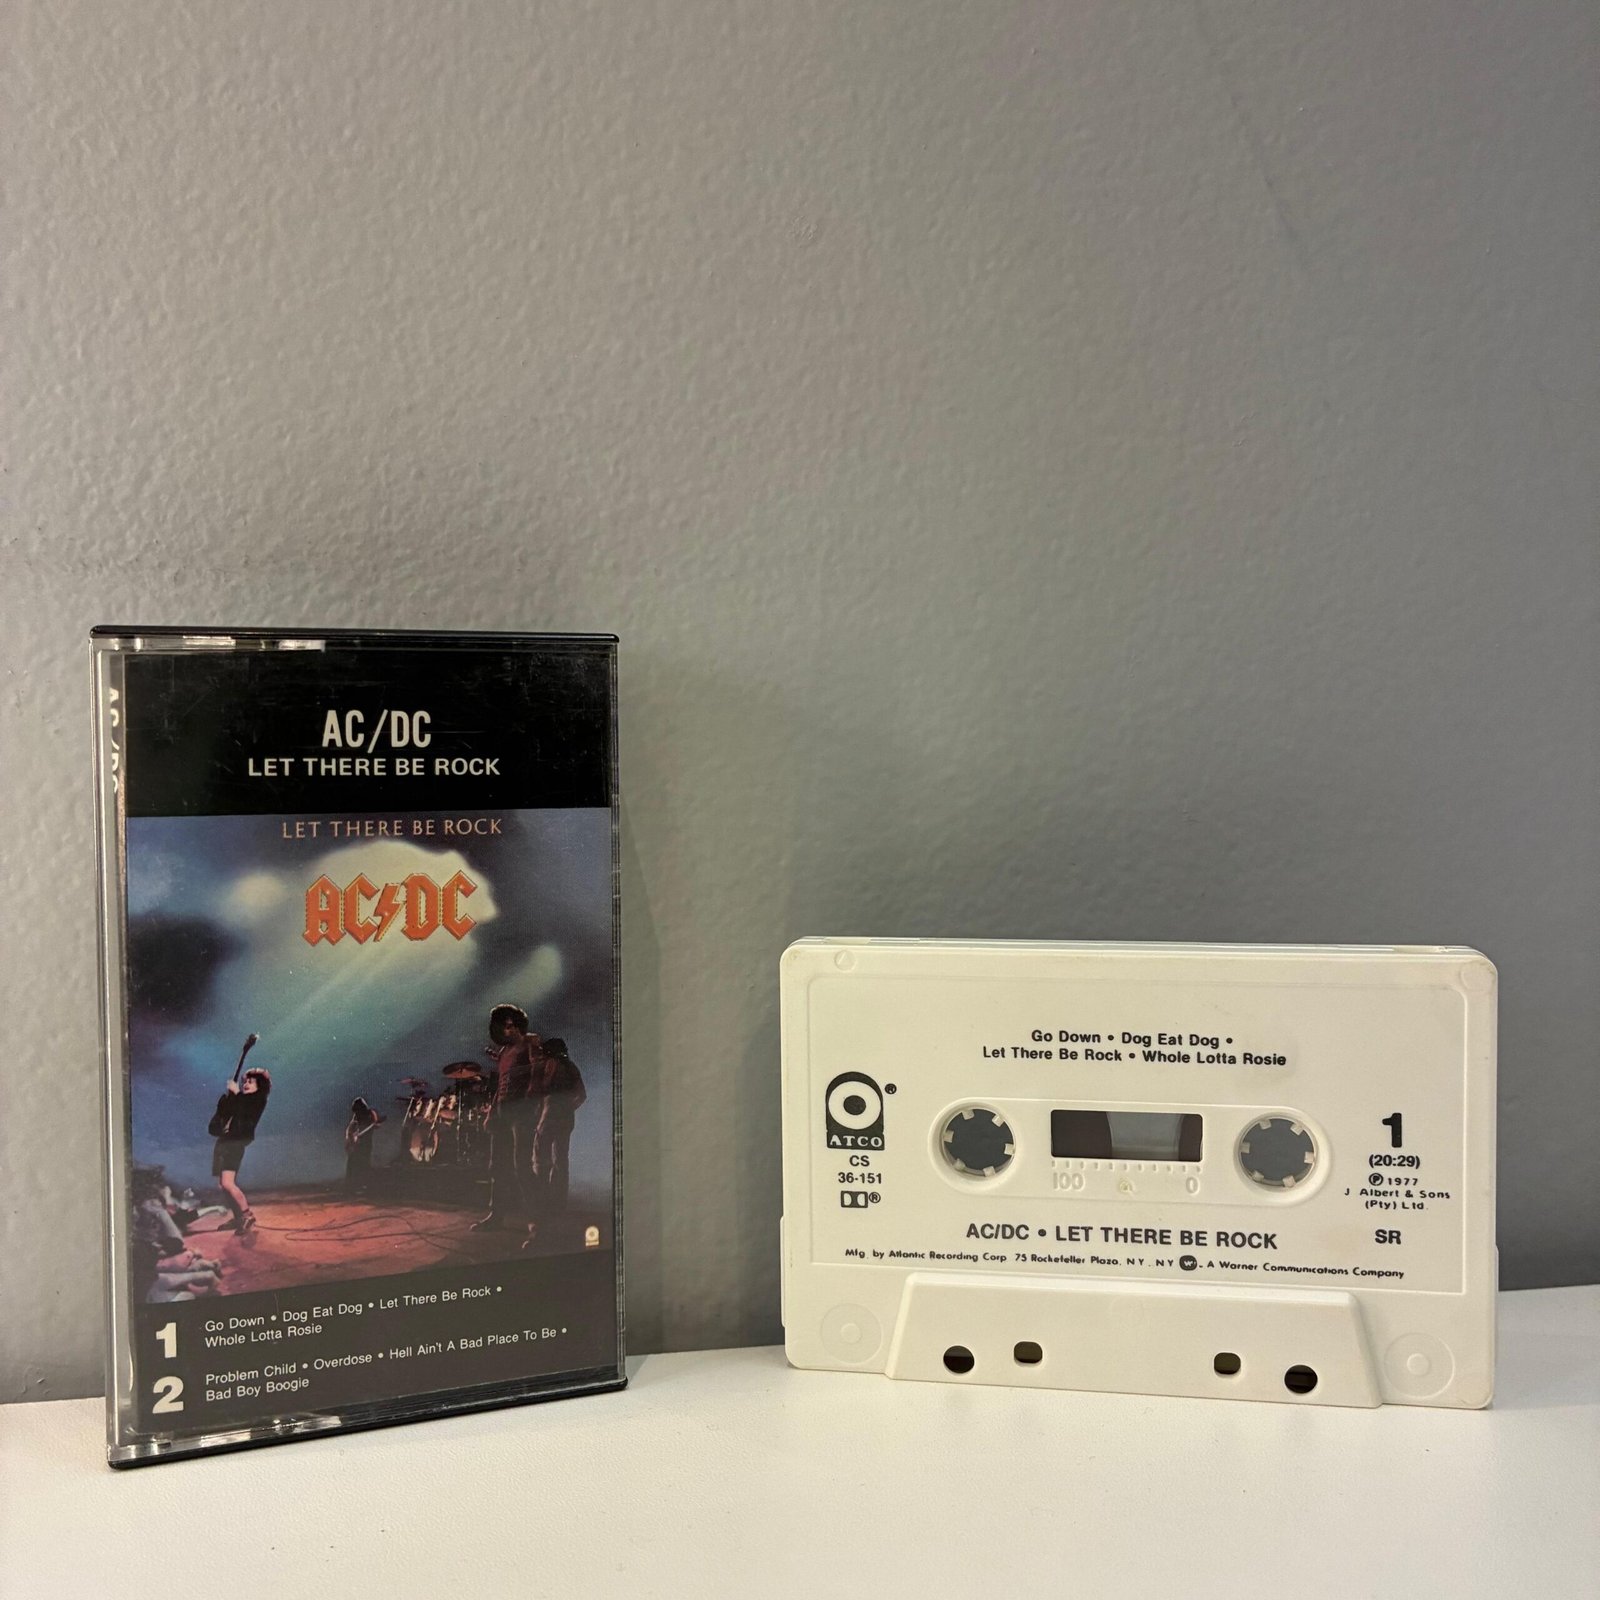 AC/DC
AC/DC
LET THERE BE ROCK
LET THERE BE ROCK
AC DC
1
Go Down • Dog Eat Dog • Let There Be Rock •
Whole Lotta Rosie
2
Problem Child • Overdose • Hell Ain't A Bad Place To Be •
Bad Boy Boogie
Go Down • Dog Eat Dog •
Let There Be Rock • Whole Lotta Rosie
ATCO®
CS
36-151
®
100 0
1
(20:29)
℗ 1977
J. Albert & Sons
(Pty) Ltd.
SR
AC/DC • LET THERE BE ROCK
Mfg. by Atlantic Recording Corp. 75 Rockefeller Plaza, N.Y., N.Y. W - A Warner Communications Company